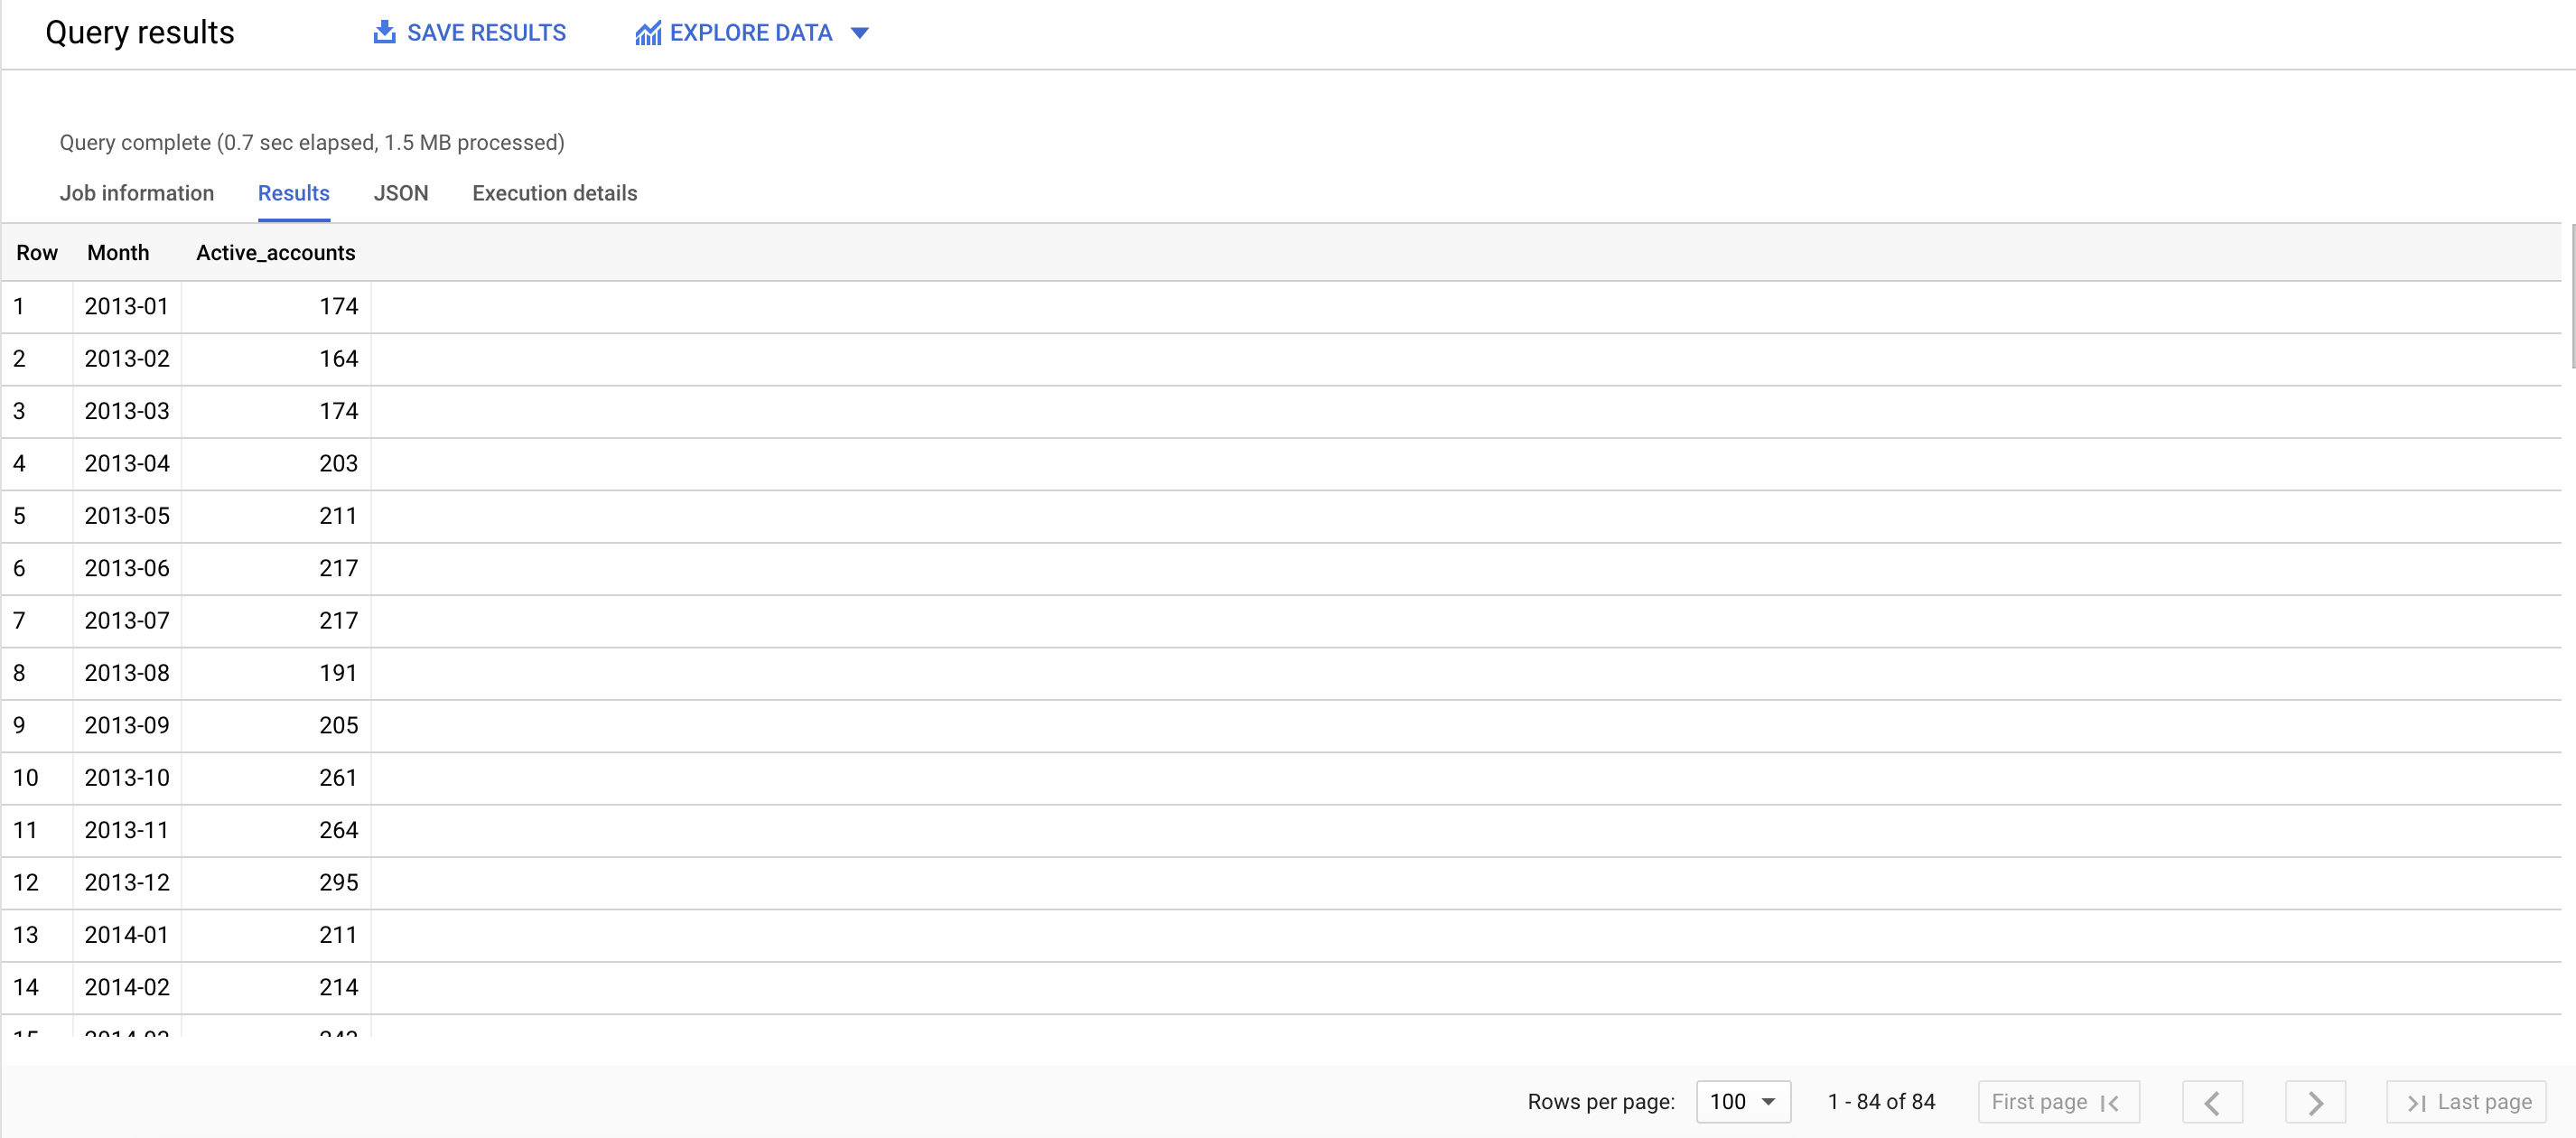 Query results SAVE RESULTS EXPLORE DATA
Query complete (0.7 sec elapsed, 1.5 MB processed)
Job information Results JSON Execution details
Row Month Active_accounts
1 2013-01 174
2 2013-02 164
3 2013-03 174
4 2013-04 203
5 2013-05 211
6 2013-06 217
7 2013-07 217
8 2013-08 191
9 2013-09 205
10 2013-10 261
11 2013-11 264
12 2013-12 295
13 2014-01 211
14 2014-02 214
Rows per page: 100 1 - 84 of 84 First page Last page